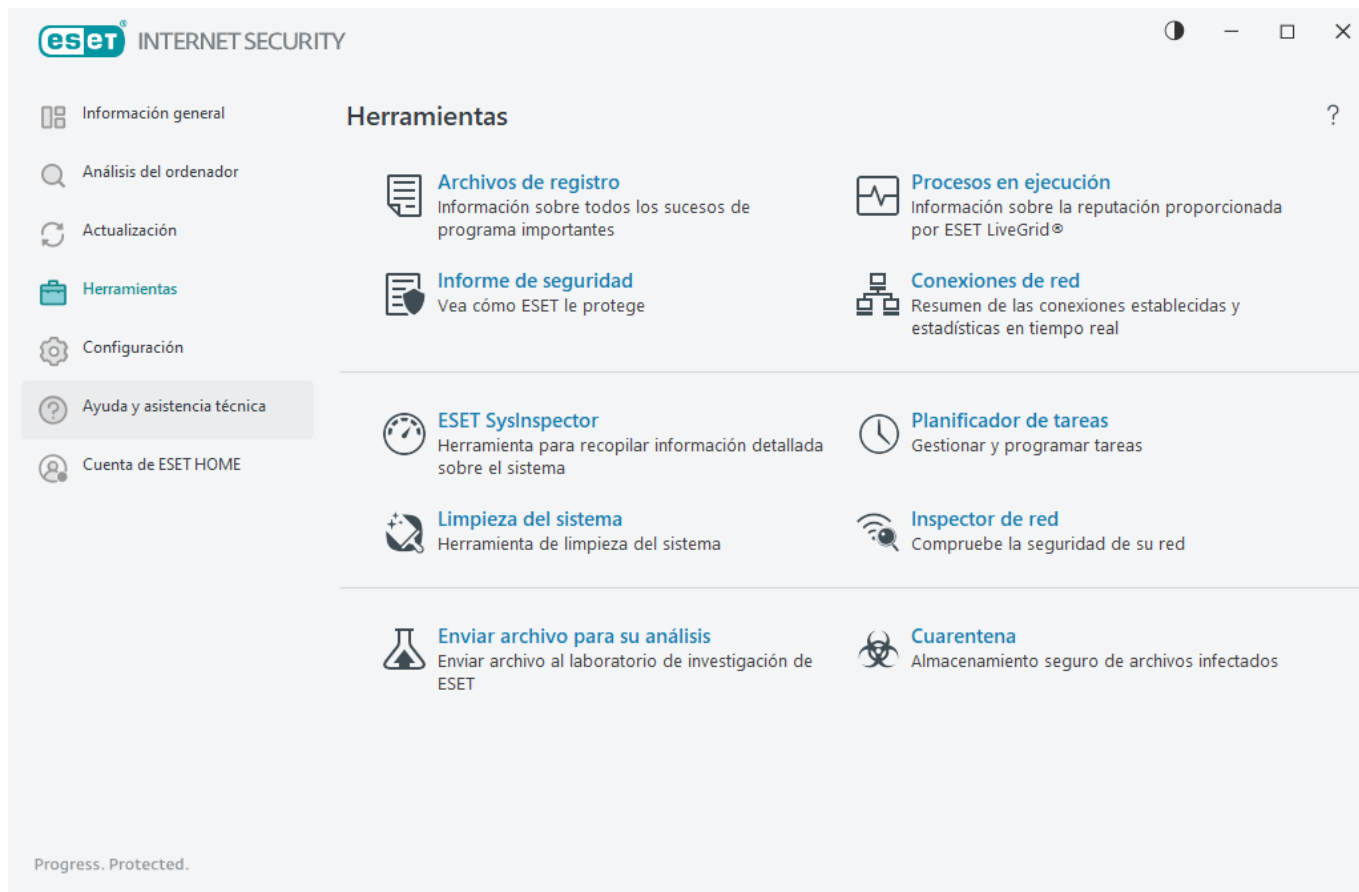 eset® INTERNET SECURITY
Información general
Análisis del ordenador
Actualización
Herramientas
Configuración
Ayuda y asistencia técnica
Cuenta de ESET HOME
Herramientas
?
Archivos de registro
Información sobre todos los sucesos de
programa importantes
Procesos en ejecución
Información sobre la reputación proporcionada
por ESET LiveGrid®
Informe de seguridad
Vea cómo ESET le protege
Conexiones de red
Resumen de las conexiones establecidas y
estadísticas en tiempo real
ESET SysInspector
Herramienta para recopilar información detallada
sobre el sistema
Planificador de tareas
Gestionar y programar tareas
Limpieza del sistema
Herramienta de limpieza del sistema
Inspector de red
Compruebe la seguridad de su red
Enviar archivo para su análisis
Enviar archivo al laboratorio de investigación de
ESET
Cuarentena
Almacenamiento seguro de archivos infectados
Progress. Protected.